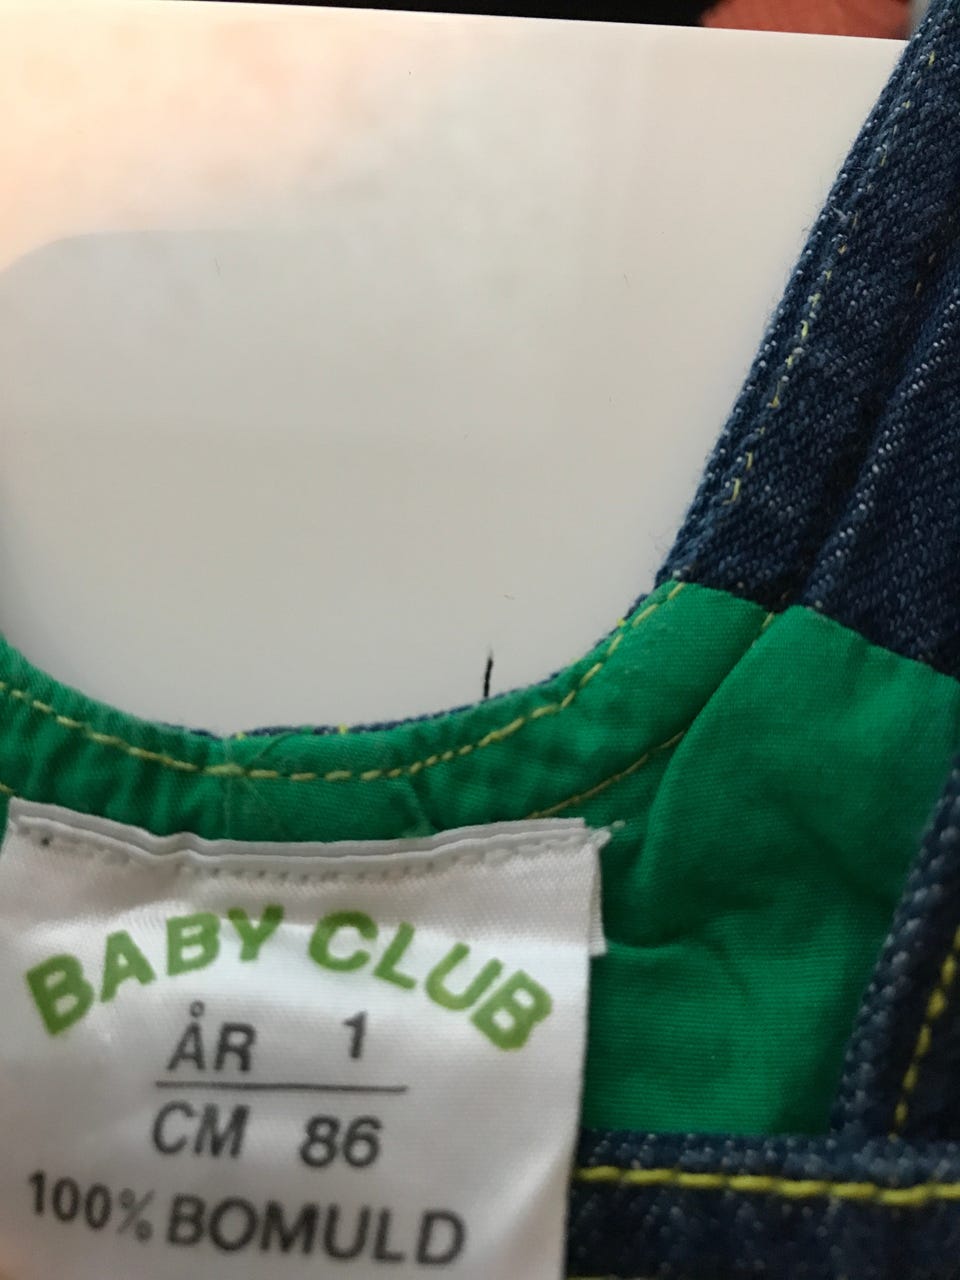 BABY CLUB
ÅR 1
CM 86
100% BOMULD